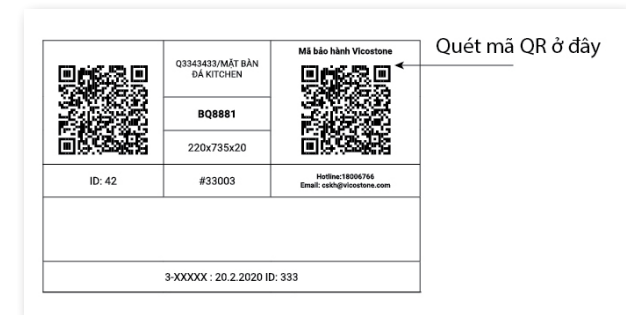 Mã bảo hành Vicostone
Quét mã QR ở đây
Q3343433/MẶT BÀN
ĐÁ KITCHEN
BQ8881
220x735x20
ID: 42
#33003
Hotline:18006766
Email: cskh@vicostone.com
3-XXXXX : 20.2.2020 ID: 333